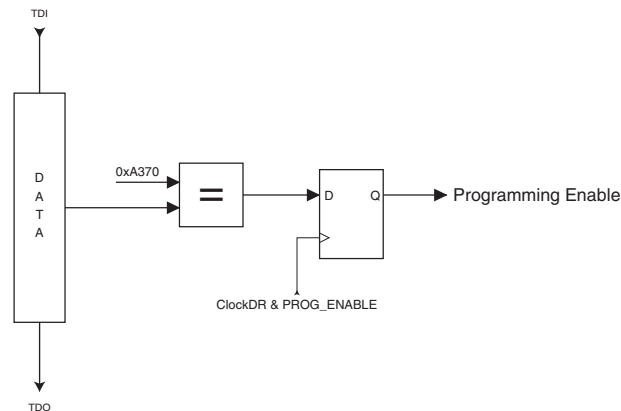 TDI
D
A
T
A
0xA370
=
D Q
Programming Enable
ClockDR & PROG_ENABLE
TDO